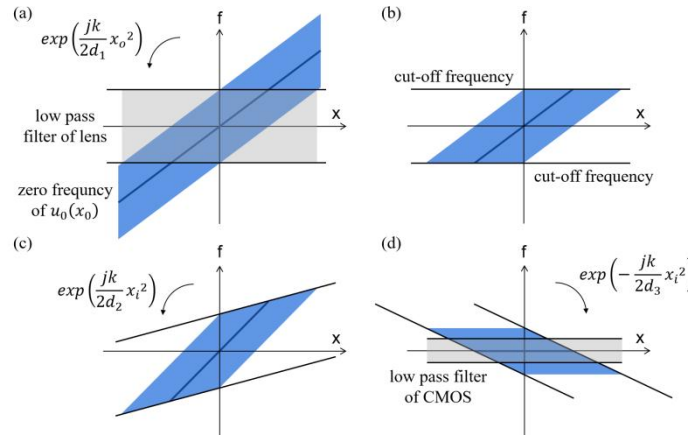 (a)
f
exp(jk/2d₁ xₒ²)
low pass
filter of lens
x
zero frequncy
of u₀(x₀)
(b)
f
cut-off frequency
x
cut-off frequency
(c)
f
exp(jk/2d₂ xᵢ²)
x
(d)
f
exp(-jk/2d₃ xᵢ²)
x
low pass filter
of CMOS